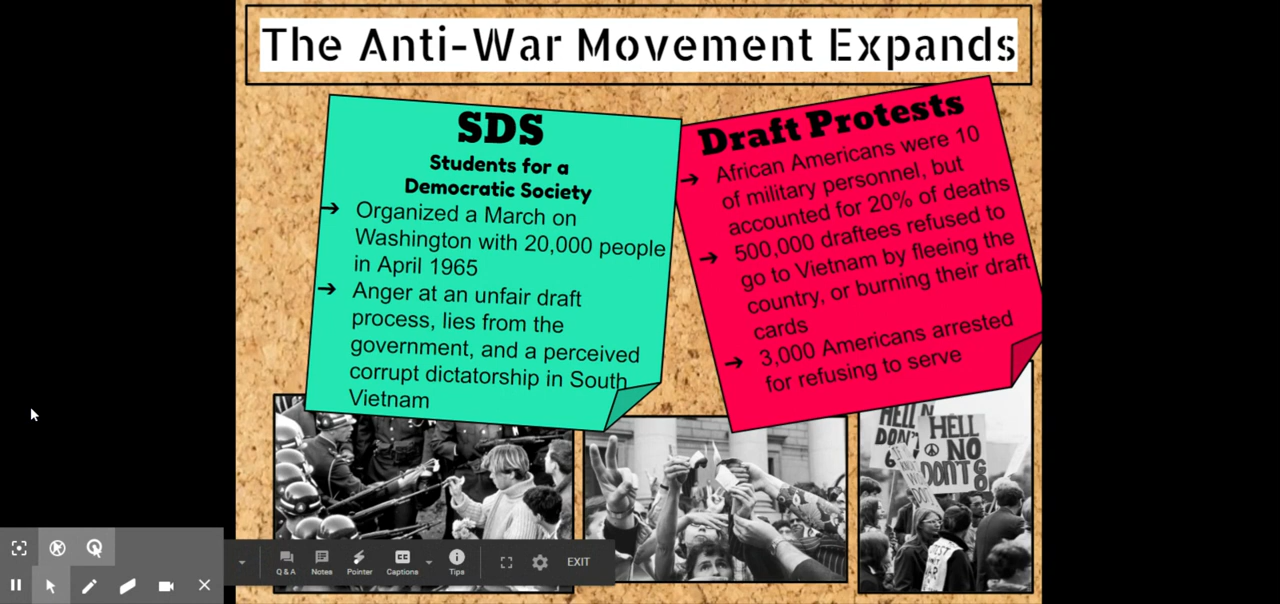 The Anti-War Movement Expands
SDS
Students for a
Democratic Society
➔ Organized a March on
Washington with 20,000 people
in April 1965
➔ Anger at an unfair draft
process, lies from the
government, and a perceived
corrupt dictatorship in South
Vietnam
Draft Protests
➔ African Americans were 10
of military personnel, but
accounted for 20% of deaths
➔ 500,000 draftees refused to
go to Vietnam by fleeing the
country, or burning their draft
cards
➔ 3,000 Americans arrested
for refusing to serve
HELL N
DON'T
HELL
NO
DON'T
Q & A Notes Pointer Captions Tips EXIT